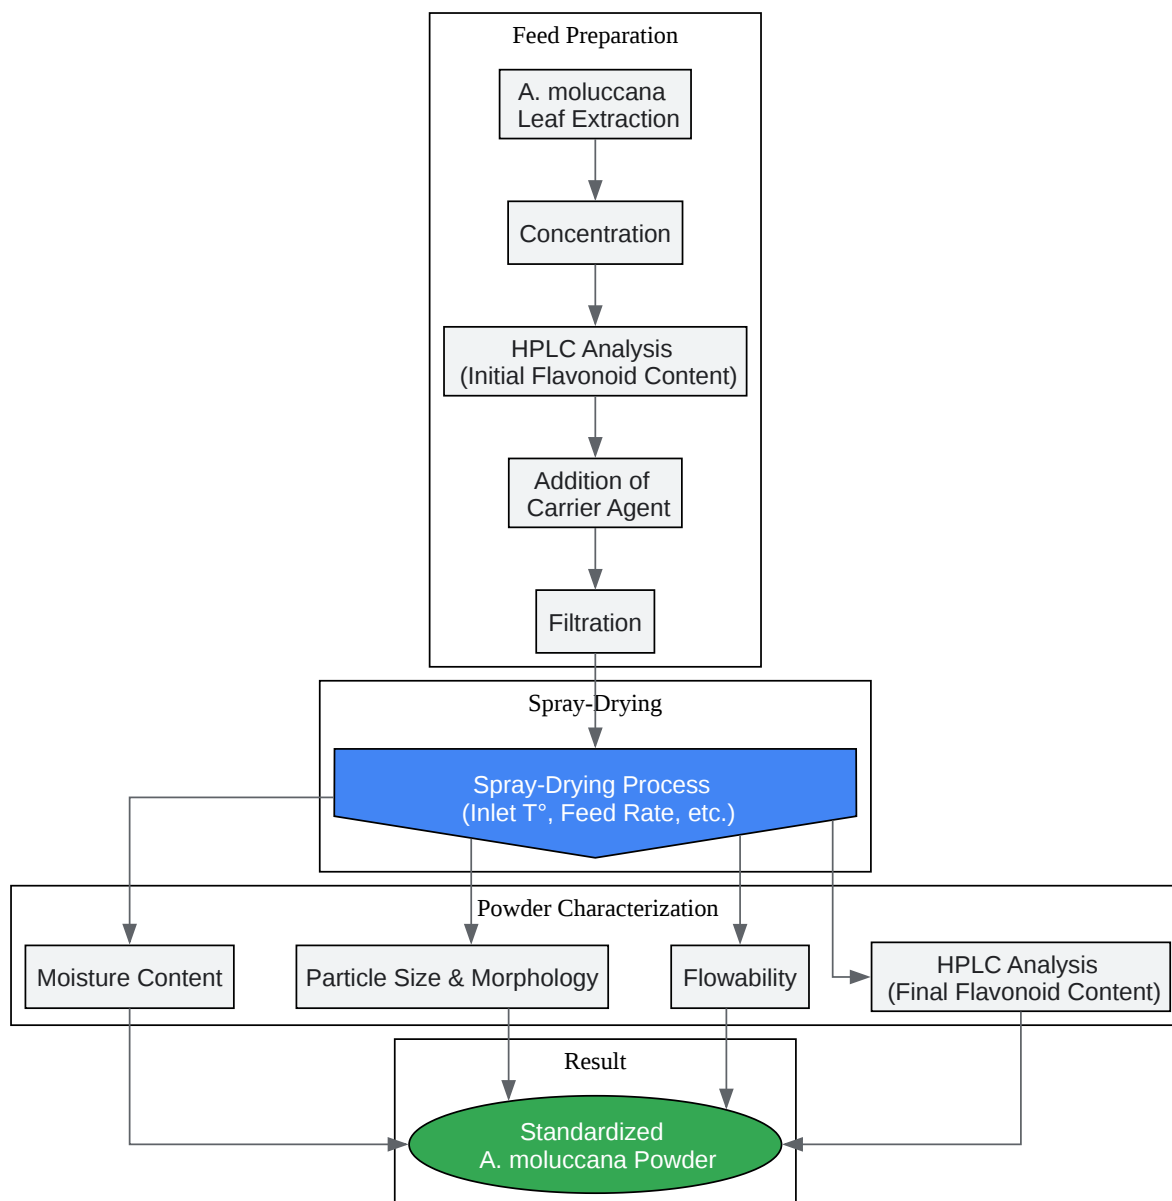 Feed Preparation
A. moluccana
Leaf Extraction
Concentration
HPLC Analysis
(Initial Flavonoid Content)
Addition of
Carrier Agent
Filtration
Spray-Drying
Spray-Drying Process
(Inlet T°, Feed Rate, etc.)
Powder Characterization
Moisture Content
Particle Size & Morphology
Flowability
HPLC Analysis
(Final Flavonoid Content)
Result
Standardized
A. moluccana Powder